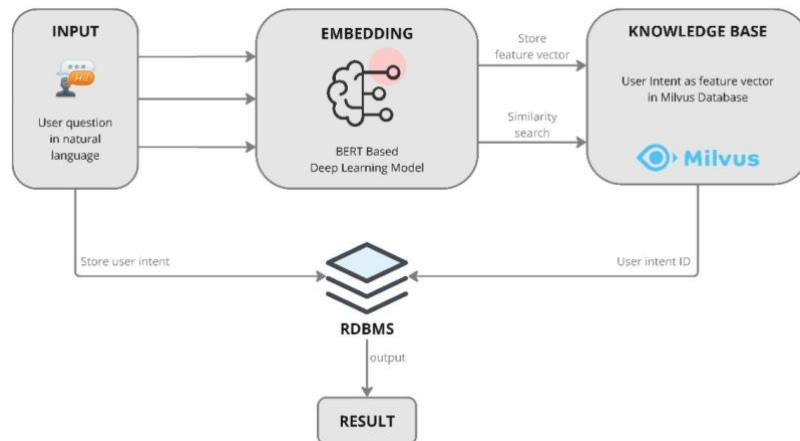 INPUT
Hi!
User question
in natural
language
EMBEDDING
BERT Based
Deep Learning Model
Store
feature vector
Similarity
search
KNOWLEDGE BASE
User Intent as feature vector
in Milvus Database
Milvus
Store user intent
User intent ID
RDBMS
output
RESULT